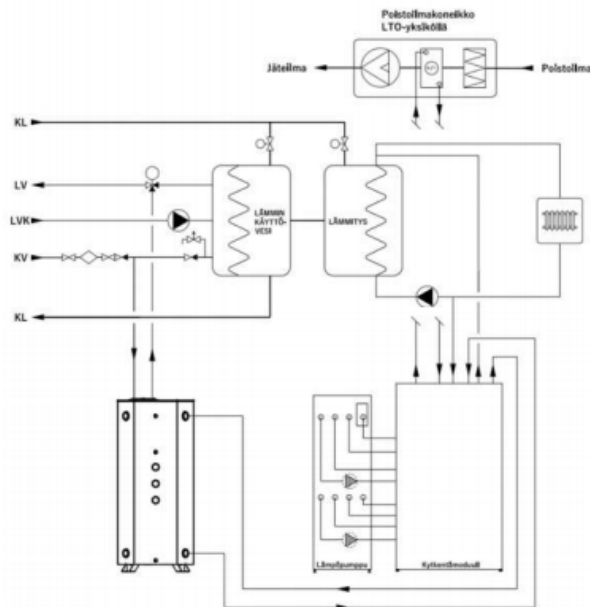 Poistoilmakoneikko
LTO-yksiköllä
Jäteilma
Poistoilma
KL
LV
LVK
KV
KL
LÄMMIN
KÄYTTÖ-
VESI
LÄMMITYS
Lämpöpumppu
Kytkentämoduuli